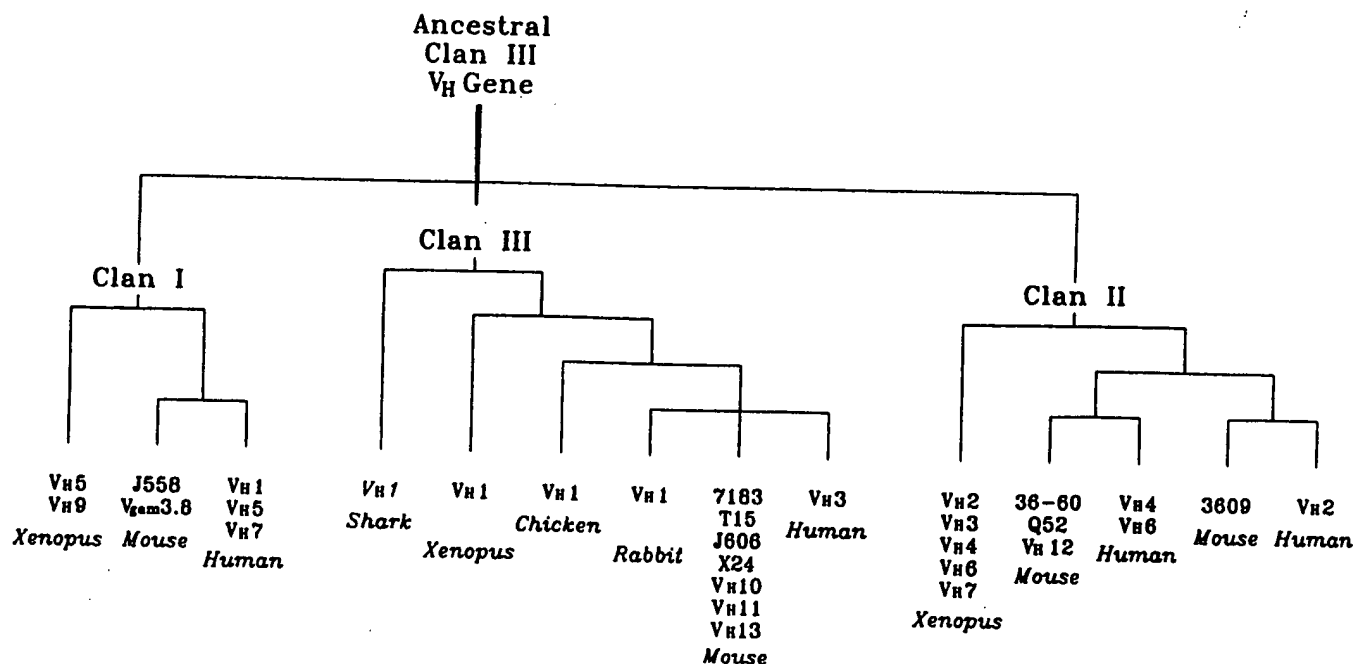 Ancestral
Clan III
VH Gene
Clan I
Clan III
Clan II
VH5
VH9
Xenopus
J558
Vgam3.8
Mouse
VH1
VH5
VH7
Human
VH1
Shark
VH1
Xenopus
VH1
Chicken
VH1
Rabbit
7183
T15
J606
X24
VH10
VH11
VH13
Mouse
VH3
Human
VH2
VH3
VH4
VH6
VH7
Xenopus
36-60
Q52
VH12
Mouse
VH4
VH6
Human
3609
Mouse
VH2
Human